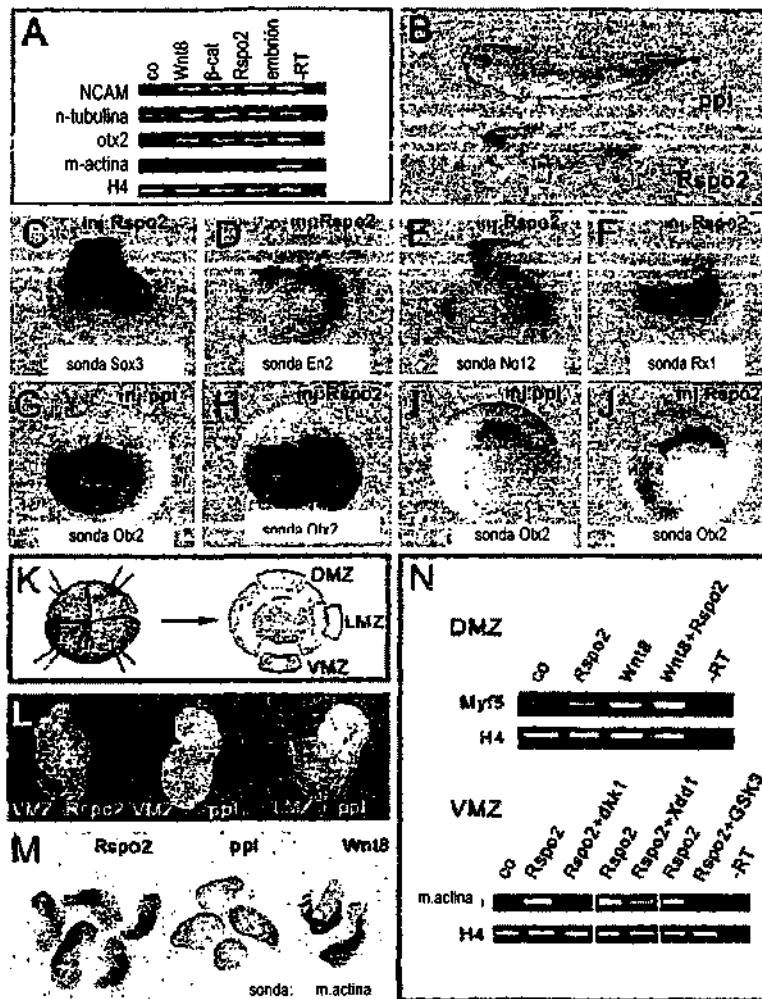 A
co Wnt8 β-cat Rspo2 embrión -RT
NCAM
n-tubulina
otx2
m-actina
H4
B
ppl
Rspo2
C
inj Rspo2
sonda Sox3
D
Rspo2
sonda En2
E
inj Rspo2
F
inj Rspo2
sonda Rx1
G
inj ppl
sonda Otx2
H
inj Rspo2
sonda Otx2
I
inj ppl
sonda Otx2
J
inj Rspo2
sonda Otx2
K
DMZ
LMZ
VMZ
L
VMZ Rspo2
VMZ ppl
LMZ ppl
M
Rspo2
ppl
Wnt8
sonda: m.actina
N
DMZ
co Rspo2 Wnt8 Wnt8+Rspo2 -RT
Myf5
H4
VMZ
co Rspo2 Rspo2+dkk1 Rspo2 Rspo2+Xdd1 Rspo2 Rspo2+GSK3 -RT
m.actina
H4